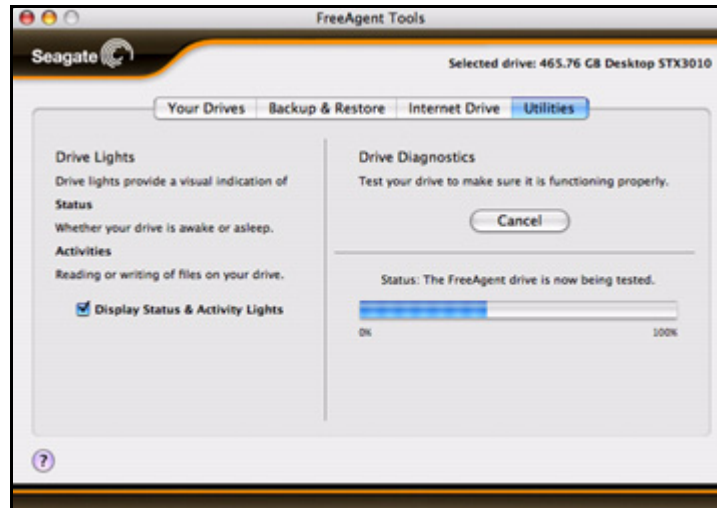 FreeAgent Tools
Seagate
Selected drive: 465.76 GB Desktop STX3010
Your Drives Backup & Restore Internet Drive Utilities
Drive Lights
Drive lights provide a visual indication of
Status
Whether your drive is awake or asleep.
Activities
Reading or writing of files on your drive.
Display Status & Activity Lights
Drive Diagnostics
Test your drive to make sure it is functioning properly.
Cancel
Status: The FreeAgent drive is now being tested.
0% 100%
?